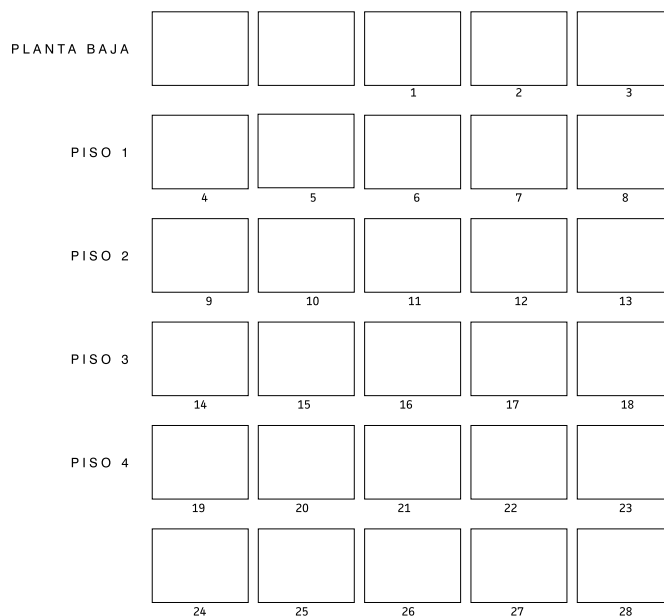 PLANTA BAJA
1 2 3
PISO 1
4 5 6 7 8
PISO 2
9 10 11 12 13
PISO 3
14 15 16 17 18
PISO 4
19 20 21 22 23
24 25 26 27 28